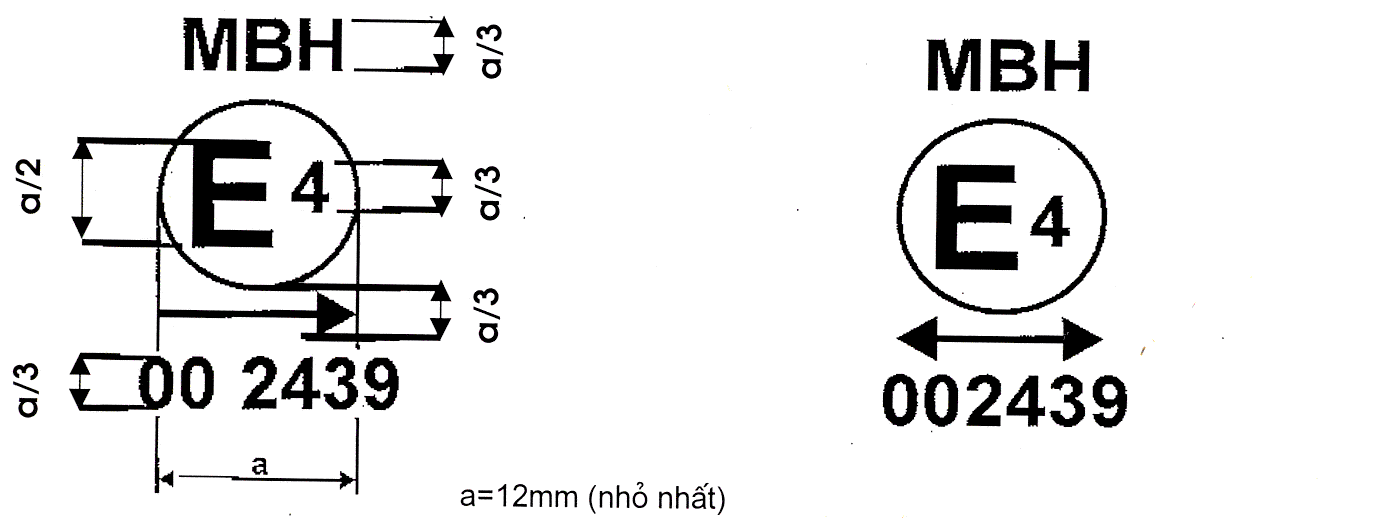 MBH
a/3
a/2
E 4
a/3
a/3
a/3
00 2439
a
a=12mm (nhỏ nhất)
MBH
E 4
002439